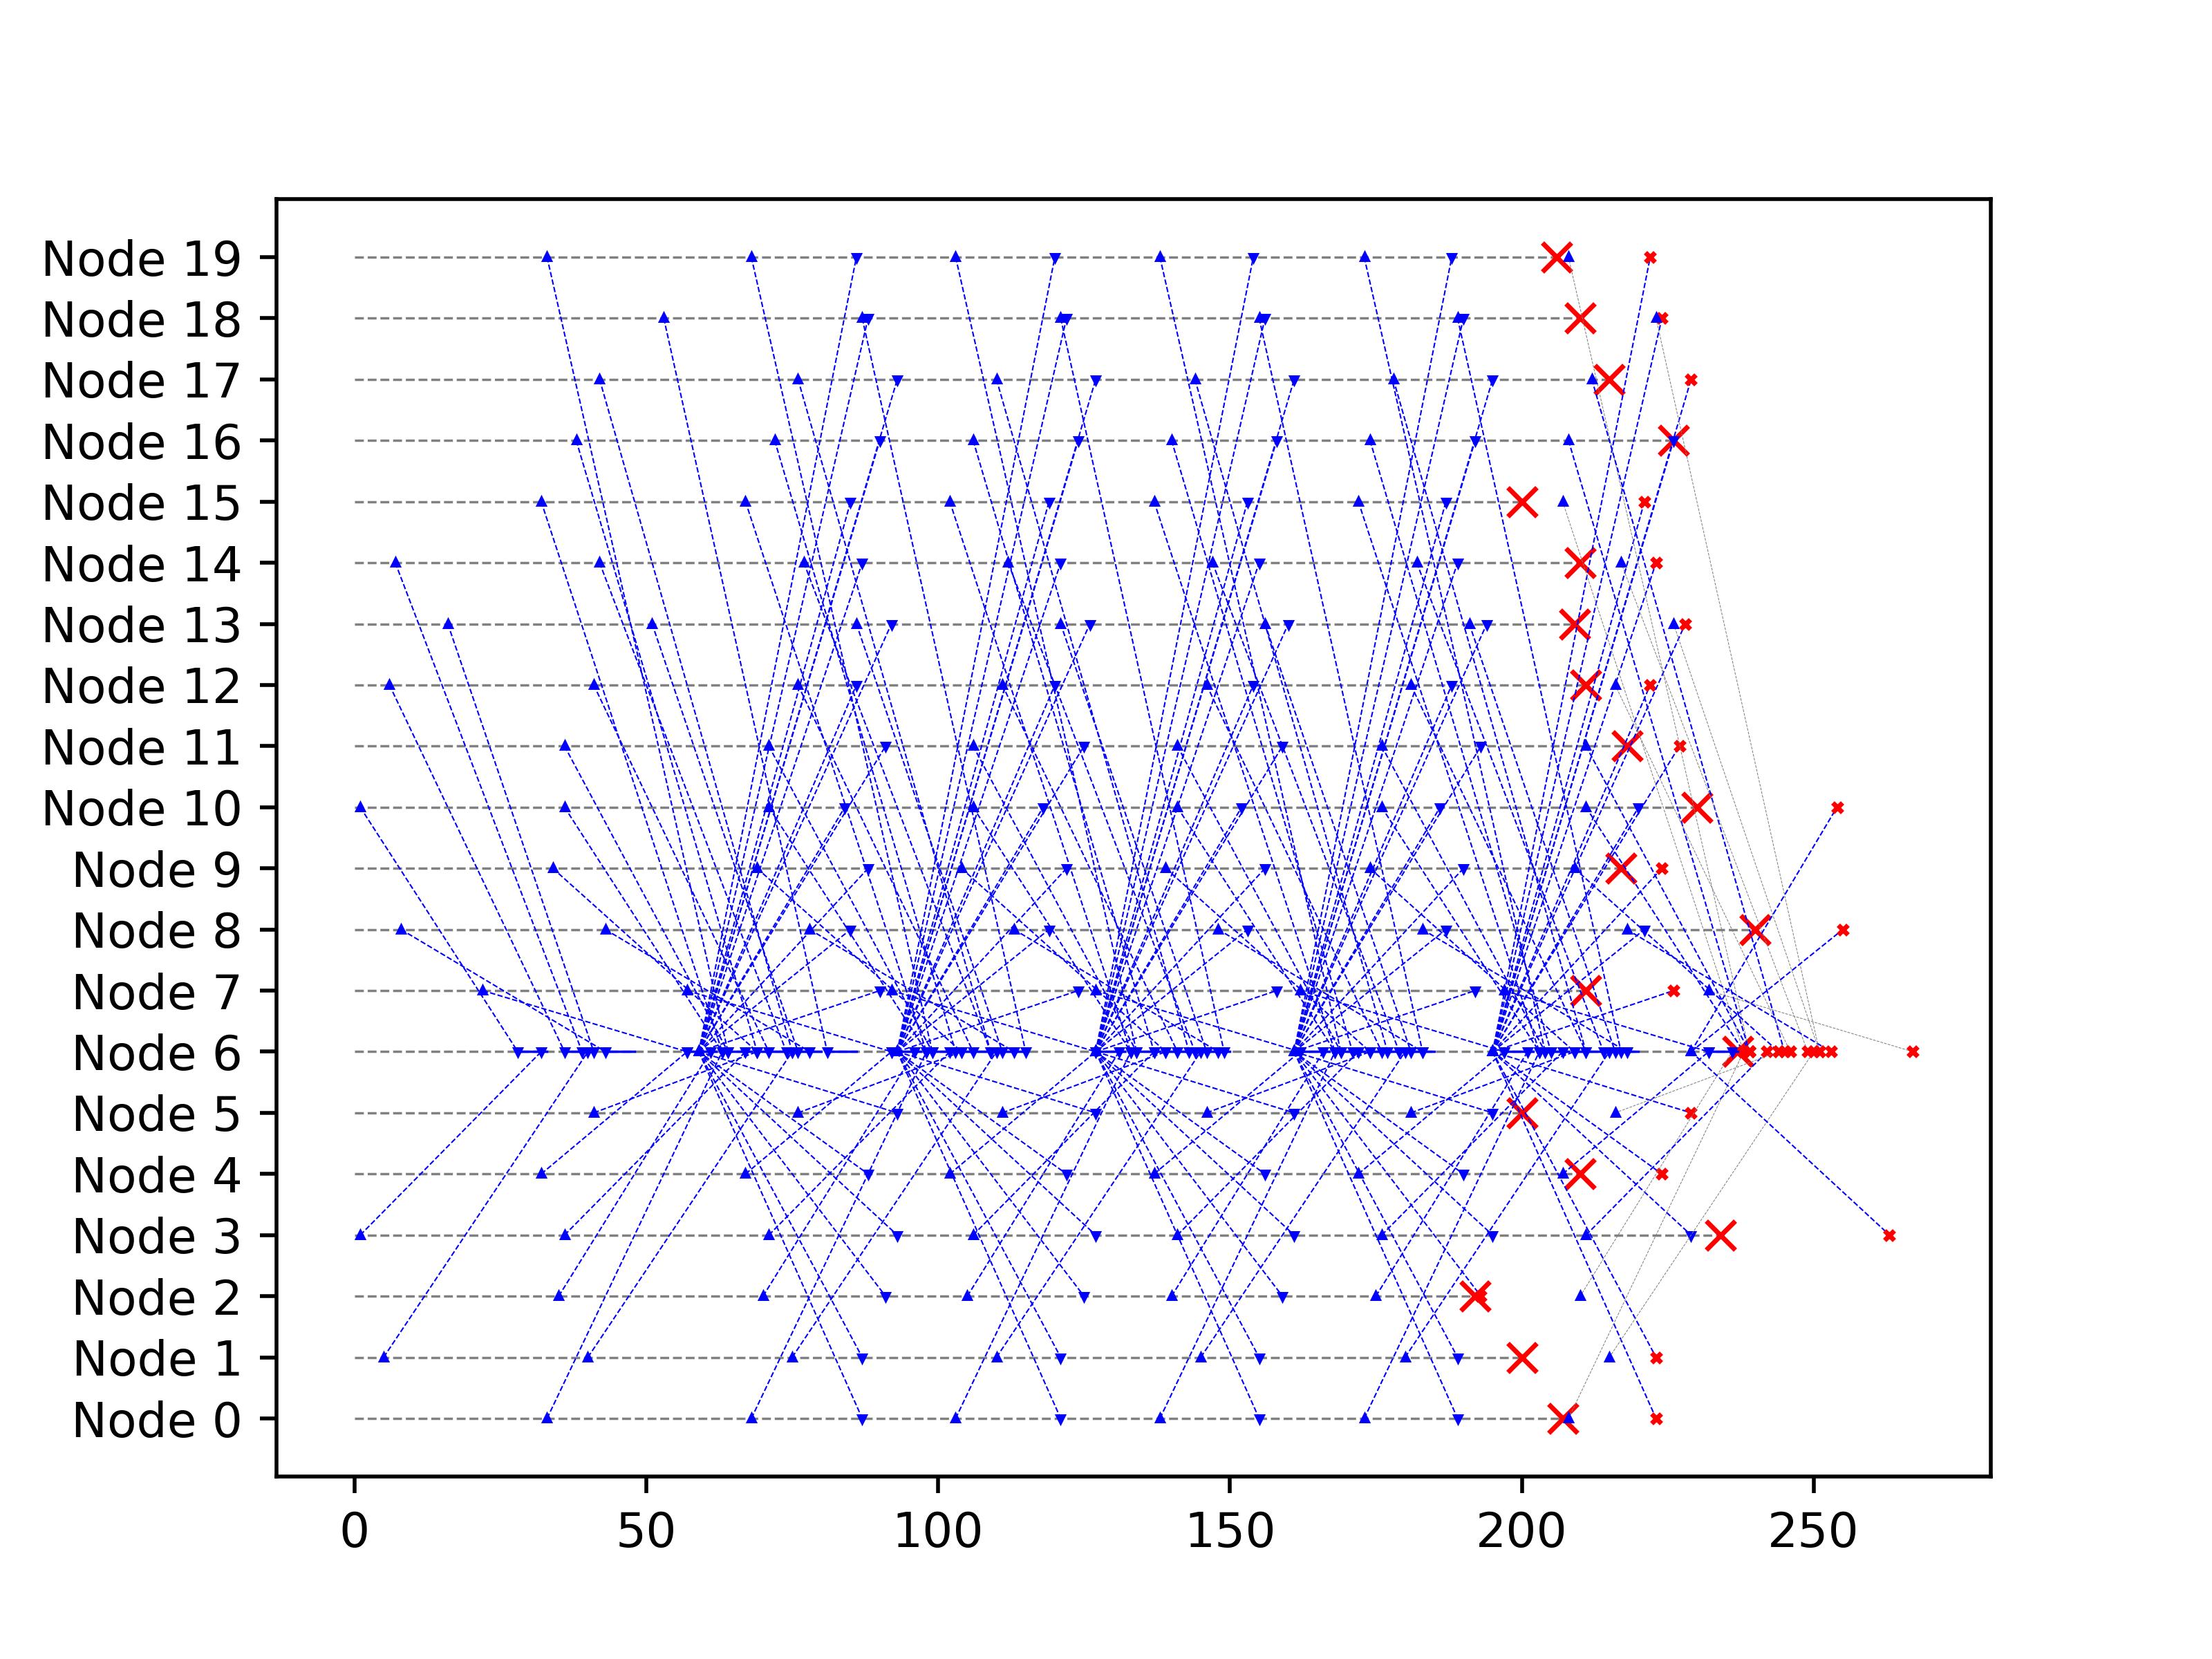 Node 19
Node 18
Node 17
Node 16
Node 15
Node 14
Node 13
Node 12
Node 11
Node 10
Node 9
Node 8
Node 7
Node 6
Node 5
Node 4
Node 3
Node 2
Node 1
Node 0
0 50 100 150 200 250